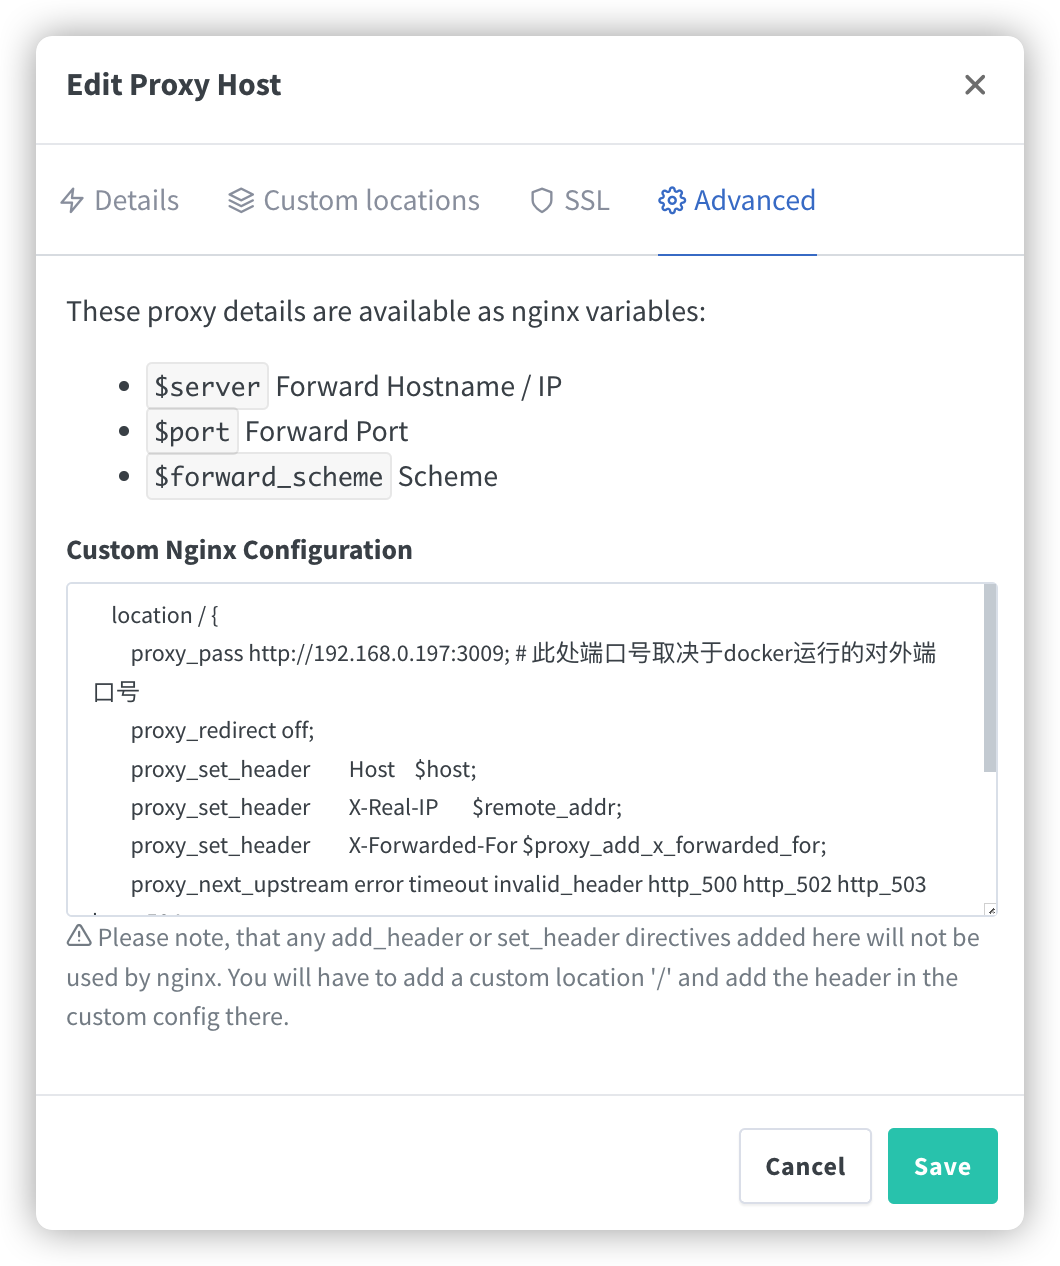 Edit Proxy Host
Details Custom locations SSL Advanced
These proxy details are available as nginx variables:
$server Forward Hostname / IP
$port Forward Port
$forward_scheme Scheme
Custom Nginx Configuration
location / {
proxy_pass http://192.168.0.197:3009; # 此处端口号取决于docker运行的对外端
口号
proxy_redirect off;
proxy_set_header Host $host;
proxy_set_header X-Real-IP $remote_addr;
proxy_set_header X-Forwarded-For $proxy_add_x_forwarded_for;
proxy_next_upstream error timeout invalid_header http_500 http_502 http_503
Please note, that any add_header or set_header directives added here will not be
used by nginx. You will have to add a custom location '/' and add the header in the
custom config there.
Cancel Save